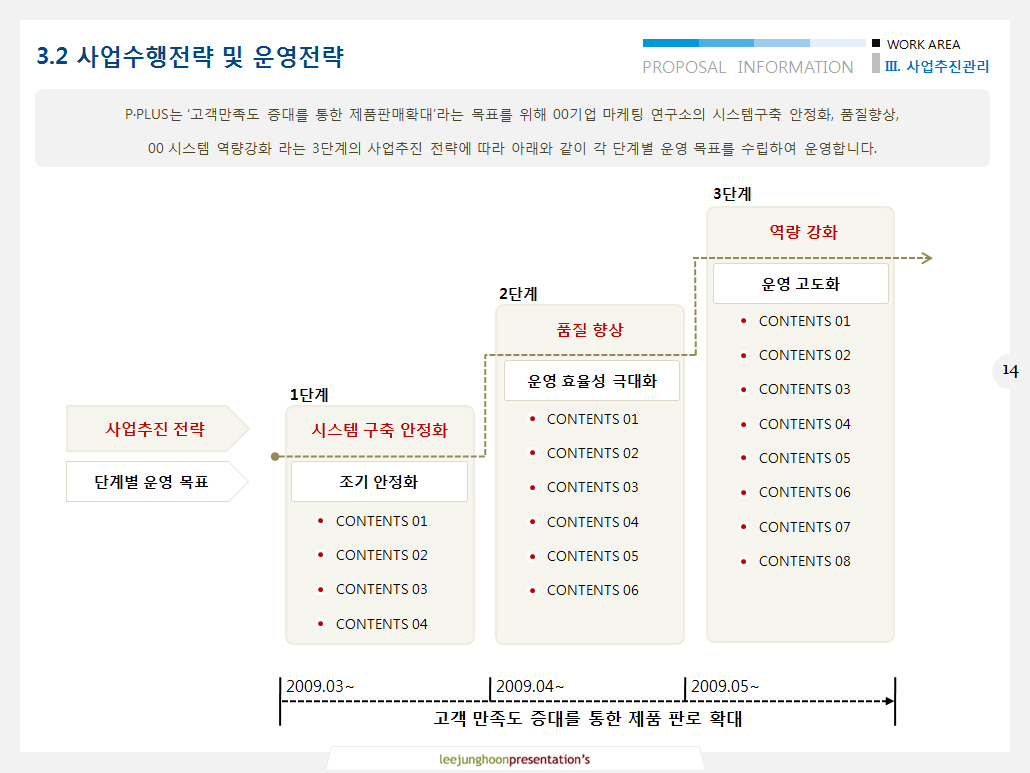 3.2 사업수행전략 및 운영전략
PROPOSAL INFORMATION
WORK AREA
Ⅲ. 사업추진관리
P·PLUS는 ‘고객만족도 증대를 통한 제품판매확대’라는 목표를 위해 00기업 마케팅 연구소의 시스템구축 안정화, 품질향상,
00 시스템 역량강화 라는 3단계의 사업추진 전략에 따라 아래와 같이 각 단계별 운영 목표를 수립하여 운영합니다.
사업추진 전략
단계별 운영 목표
1단계
시스템 구축 안정화
조기 안정화
CONTENTS 01
CONTENTS 02
CONTENTS 03
CONTENTS 04
2단계
품질 향상
운영 효율성 극대화
CONTENTS 01
CONTENTS 02
CONTENTS 03
CONTENTS 04
CONTENTS 05
CONTENTS 06
3단계
역량 강화
운영 고도화
CONTENTS 01
CONTENTS 02
CONTENTS 03
CONTENTS 04
CONTENTS 05
CONTENTS 06
CONTENTS 07
CONTENTS 08
14
2009.03~
2009.04~
2009.05~
고객 만족도 증대를 통한 제품 판로 확대
leejunghoonpresentation's